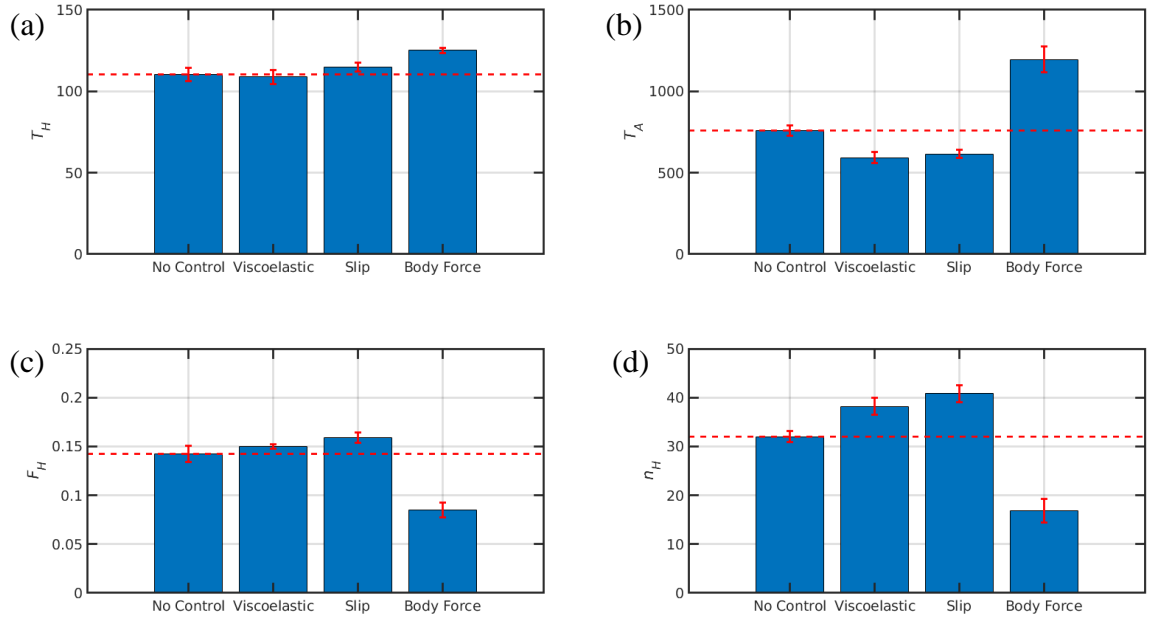 (a)
150
100
50
0
T_H
No Control Viscoelastic Slip Body Force
(b)
1500
1000
500
0
T_A
No Control Viscoelastic Slip Body Force
(c)
0.25
0.2
0.15
0.1
0.05
0
F_H
No Control Viscoelastic Slip Body Force
(d)
50
40
30
20
10
0
n_H
No Control Viscoelastic Slip Body Force